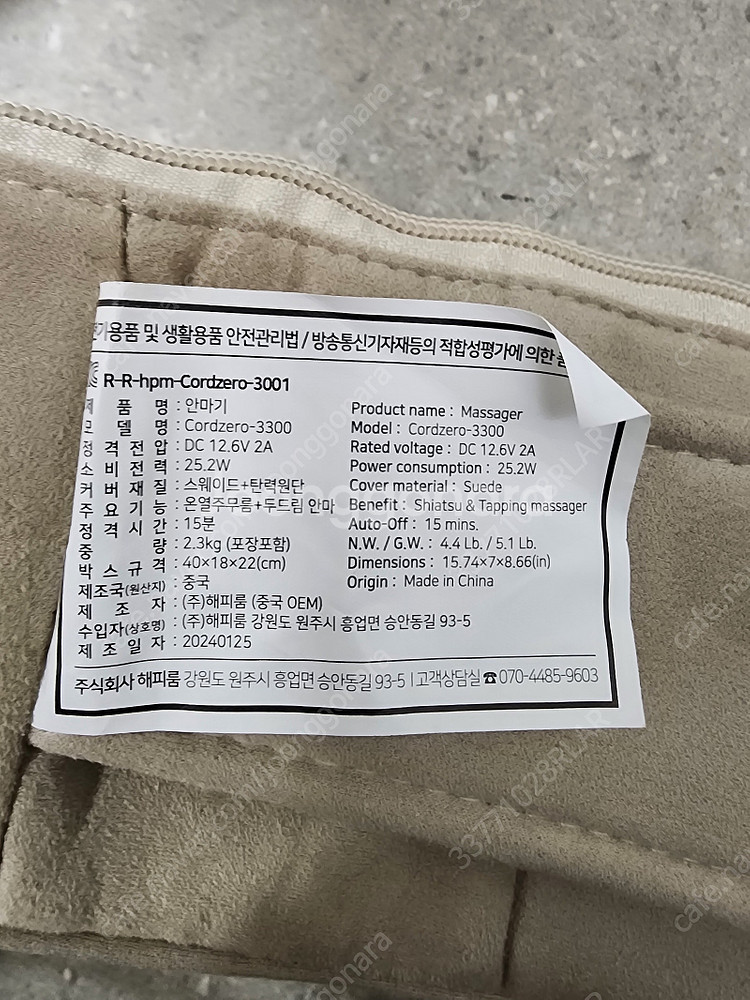 용품 및 생활용품 안전관리법 / 방송통신기자재등의 적합성평가에 의한
R-R-hpm-Cordzero-3001
제 품 명 : 안마기
모 델 명 : Cordzero-3300
정 격 전 압 : DC 12.6V 2A
소 비 전 력 : 25.2W
커 버 재 질 : 스웨이드+탄력원단
주 요 기 능 : 온열주무름+두드림 안마
정 격 시 간 : 15분
중 량 : 2.3kg (포장포함)
박 스 규 격 : 40×18×22(cm)
제조국(원산지) : 중국
제 조 자 : (주)해피룸 (중국 OEM)
수입자(상호명) : (주)해피룸 강원도 원주시 흥업면 승안동길 93-5
제 조 일 자 : 20240125
Product name : Massager
Model : Cordzero-3300
Rated voltage : DC 12.6V 2A
Power consumption : 25.2W
Cover material : Suede
Benefit : Shiatsu & Tapping massager
Auto-Off : 15 mins.
N.W. / G.W. : 4.4 Lb. / 5.1 Lb.
Dimensions : 15.74×7×8.66(in)
Origin : Made in China
주식회사 해피룸 강원도 원주시 흥업면 승안동길 93-5 | 고객상담실 ☎070-4485-9603